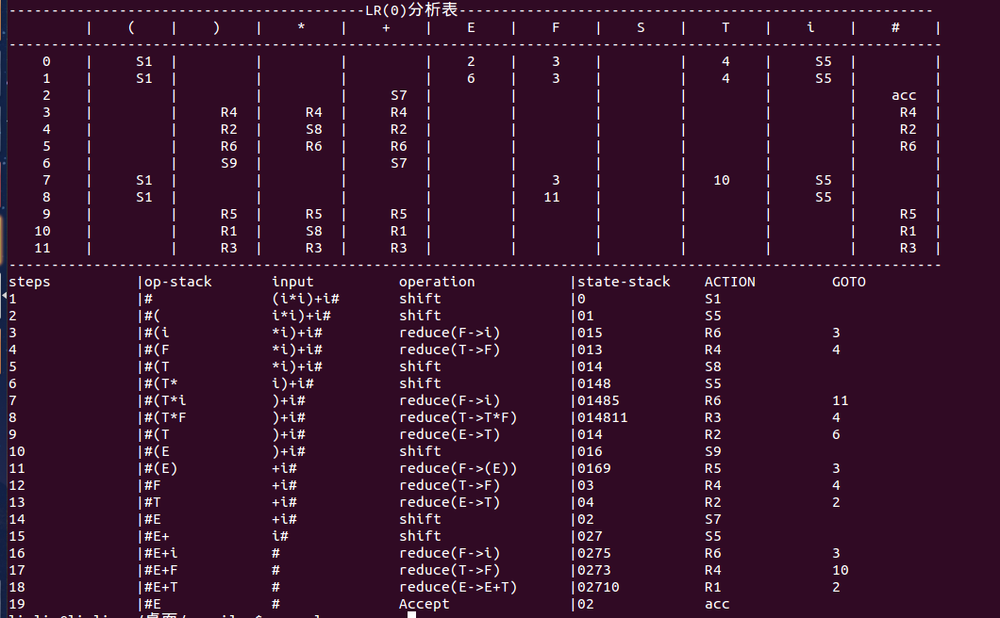 ------------------------------------------LR(0)分析表--------------------------------------------------------
| ( | ) | * | + | E | F | S | T | i | # |
--------------------------------------------------------------------------------------------------------------
0 | S1 | | | | 2 | 3 | | 4 | S5 | |
1 | S1 | | | | 6 | 3 | | 4 | S5 | |
2 | | | | S7 | | | | | | acc |
3 | | R4 | R4 | R4 | | | | | | R4 |
4 | | R2 | S8 | R2 | | | | | | R2 |
5 | | R6 | R6 | R6 | | | | | | R6 |
6 | | S9 | | S7 | | | | | | |
7 | S1 | | | | | 3 | | 10 | S5 | |
8 | S1 | | | | | 11 | | | S5 | |
9 | | R5 | R5 | R5 | | | | | | R5 |
10 | | R1 | S8 | R1 | | | | | | R1 |
11 | | R3 | R3 | R3 | | | | | | R3 |
--------------------------------------------------------------------------------------------------------------
steps |op-stack input operation |state-stack ACTION GOTO
1 |# (i*i)+i# shift |0 S1
2 |#( i*i)+i# shift |01 S5
3 |#(i *i)+i# reduce(F->i) |015 R6 3
4 |#(F *i)+i# reduce(T->F) |013 R4 4
5 |#(T *i)+i# shift |014 S8
6 |#(T* i)+i# shift |0148 S5
7 |#(T*i )+i# reduce(F->i) |01485 R6 11
8 |#(T*F )+i# reduce(T->T*F) |014811 R3 4
9 |#(T )+i# reduce(E->T) |014 R2 6
10 |#(E )+i# shift |016 S9
11 |#(E) +i# reduce(F->(E)) |0169 R5 3
12 |#F +i# reduce(T->F) |03 R4 4
13 |#T +i# reduce(E->T) |04 R2 2
14 |#E +i# shift |02 S7
15 |#E+ i# shift |027 S5
16 |#E+i # reduce(F->i) |0275 R6 3
17 |#E+F # reduce(T->F) |0273 R4 10
18 |#E+T # reduce(E->E+T) |02710 R1 2
19 |#E # Accept |02 acc